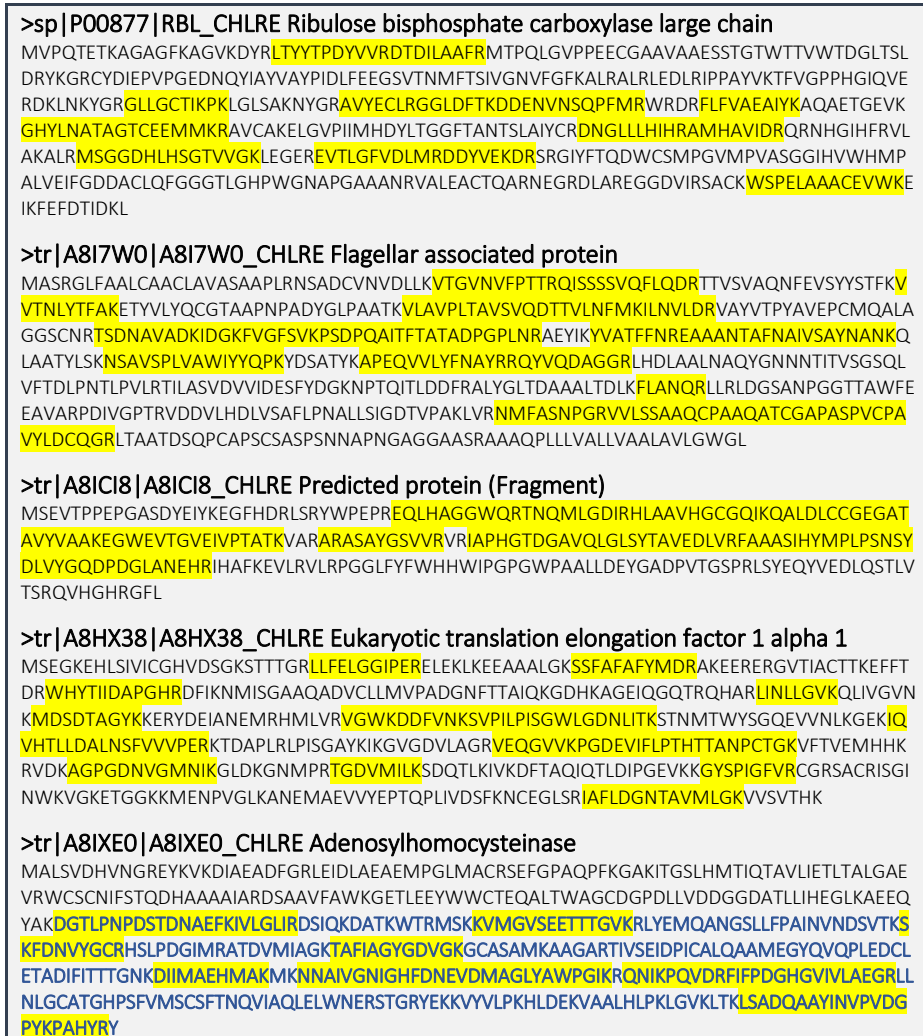 >sp|P00877|RBL_CHLRE Ribulose bisphosphate carboxylase large chain
MVPQTETKAGAGFKAGVKDYRLTYYTPDYVVRDTDILAAFRMTPQLGVPPEECGAAVAAESSTGTWTTVWTDGLTSL
DRYKGRCYDIEPVPGEDNQYIAYVAYPIDLFEEGSVTNMFTSIVGNVFGFKALRALRLEDLRIPPAYVKTFVGPPHGIQVE
RDKLNKYGRGLLGCTIKPKLGLSAKNYGRAVYECLRGGLDFTKDDENVNSQPFMRWRDRFLFVAEAIYKAQAETGEVK
GHYLNATAGTCEEMMKRAVCAKELGVPIIMHDYLTGGFTANTSLAIYCRDNGLLLHIHRAMHAVIDRQRNHGIHFRVL
AKALRMSGGDHLHSGTVVGKLEGEREVTLGFVDLMRDDYVEKDRSRGIYFTQDWCSMPGVMPVASGGIHVWHMP
ALVEIFGDDACLQFGGGTLGHPWGNAPGAAANRVALEACTQARNEGRDLAREGGDVIRSACKWSPELAAACEVWKE
IKFEFDTIDKL
>tr|A8I7W0|A8I7W0_CHLRE Flagellar associated protein
MASRGLFAALCAACLAVASAAPLRNSADCVNVDLLKVTGVNVFPTTRQISSSSVQFLQDRTTVSVAQNFEVSYYSTFKV
VTNLYTFAKETYVLYQCGTAAPNPADYGLPAATKVLAVPLTAVSVQDTTVLNFMKILNVLDRVAYVTPYAVEPCMQALA
GGSCNRTSDNAVADKIDGKFVGFSVKPSDPQAITFTATADPGPLNRAEYIKYVATFFNREAAANTAFNAIVSAYNANKQ
LAATYLSKNSAVSPLVAWIYYQPKYDSATYKAPEQVVLYFNAYRRQYVQDAGGRLHDLAALNAQYGNNNTITVSGSQL
VFTDLPNTLPVLRTILASVDVVIDESFYDGKNPTQITLDDFRALYGLTDAAALTDLKFLANQRLLRLDGSANPGGTTAWFE
EAVARPDIVGPTRVDDVLHDLVSAFLPNALLSIGDTVPAKLVRNMFASNPGRVVLSSAAQCPAAQATCGAPASPVCPA
VYLDCQGRLTAATDSQPCAPSCSASPSNNAPNGAGGAASRAAAQPLLLVALLVAALAVLGWGL
>tr|A8ICI8|A8ICI8_CHLRE Predicted protein (Fragment)
MSEVTPPEPGASDYEIYKEGFHDRLSRYWPEPREQLHAGGWQRTNQMLGDIRHLAAVHGCGQIKQALDLCCGEGAT
AVYVAAKEGWEVTGVEIVPTATKVARARASAYGSVVRVRIAPHGTDGAVQLGLSYTAVEDLVRFAAASIHYMPLPSNSY
DLVYGQDPDGLANEHRIHAFKEVLRVLRPGGLFYFWHHWIPGPGWPAALLDEYGADPVTGSPRLSYEQYVEDLQSTLV
TSRQVHGHRGFL
>tr|A8HX38|A8HX38_CHLRE Eukaryotic translation elongation factor 1 alpha 1
MSEGKEHLSIVICGHVDSGKSTTTGRLLFELGGIPERELEKLKEEAAALGKSSFAFAFYMDRAKEERERGVTIACTTKEFFT
DRWHYTIIDAPGHRDFIKNMISGAAQADVCLLMVPADGNFTTAIQKGDHKAGEIQGQTRQHARLINLLGVKQLIVGVN
KMDSDTAGYKKERYDEIANEMRHMLVRVGWKDDFVNKSVPILPISGWLGDNLITKSTNMTWYSGQEVVNLKGEKIQ
VHTLLDALNSFVVVPERKTDAPLRLPISGAYKIKGVGDVLAGRVEQGVVKPGDEVIFLPTHTTANPCTGKVFTVEMHHK
RVDKAGPGDNVGMNIKGLDKGNMPRTGDVMILKSDQTLKIVKDFTAQIQTLDIPGEVKKGYSPIGFVRCGRSACRISGI
NWKVGKETGGKKMENPVGLKANEMAEVVYEPTQPLIVDSFKNCEGLSRIAFLDGNTAVMLGKVVSVTHK
>tr|A8IXE0|A8IXE0_CHLRE Adenosylhomocysteinase
MALSVDHVNGREYKVKDIAEADFGRLEIDLAEAEMPGLMACRSEFGPAQPFKGAKITGSLHMTIQTAVLIETLTALGAE
VRWCSCNIFSTQDHAAAAIARDSAAVFAWKGETLEEYWWCTEQALTWAGCDGPDLLVDDGGDATLLIHEGLKAEEQ
YAKDGTLPNPDSTDNAEFKIVLGLIRDSIQKDATKWTRMSKKVMGVSEETTTGVKRLYEMQANGSLLFPAINVNDSVTKS
KFDNVYGCRHSLPDGIMRATDVMIAGKTAFIAGYGDVGKGCASAMKAAGARTIVSEIDPICALQAAMEGYQVQPLEDCL
ETADIFITTTGNKDIIMAEHMAKMKNNAIVGNIGHFDNEVDMAGLYAWPGIKRQNIKPQVDRFIFPDGHGVIVLAEGRLL
NLGCATGHPSFVMSCSFTNQVIAQLELWNERSTGRYEKKVYVLPKHLDEKVAALHLPKLGVKLTKLSADQAAYINVPVDG
PYKPAHYRY